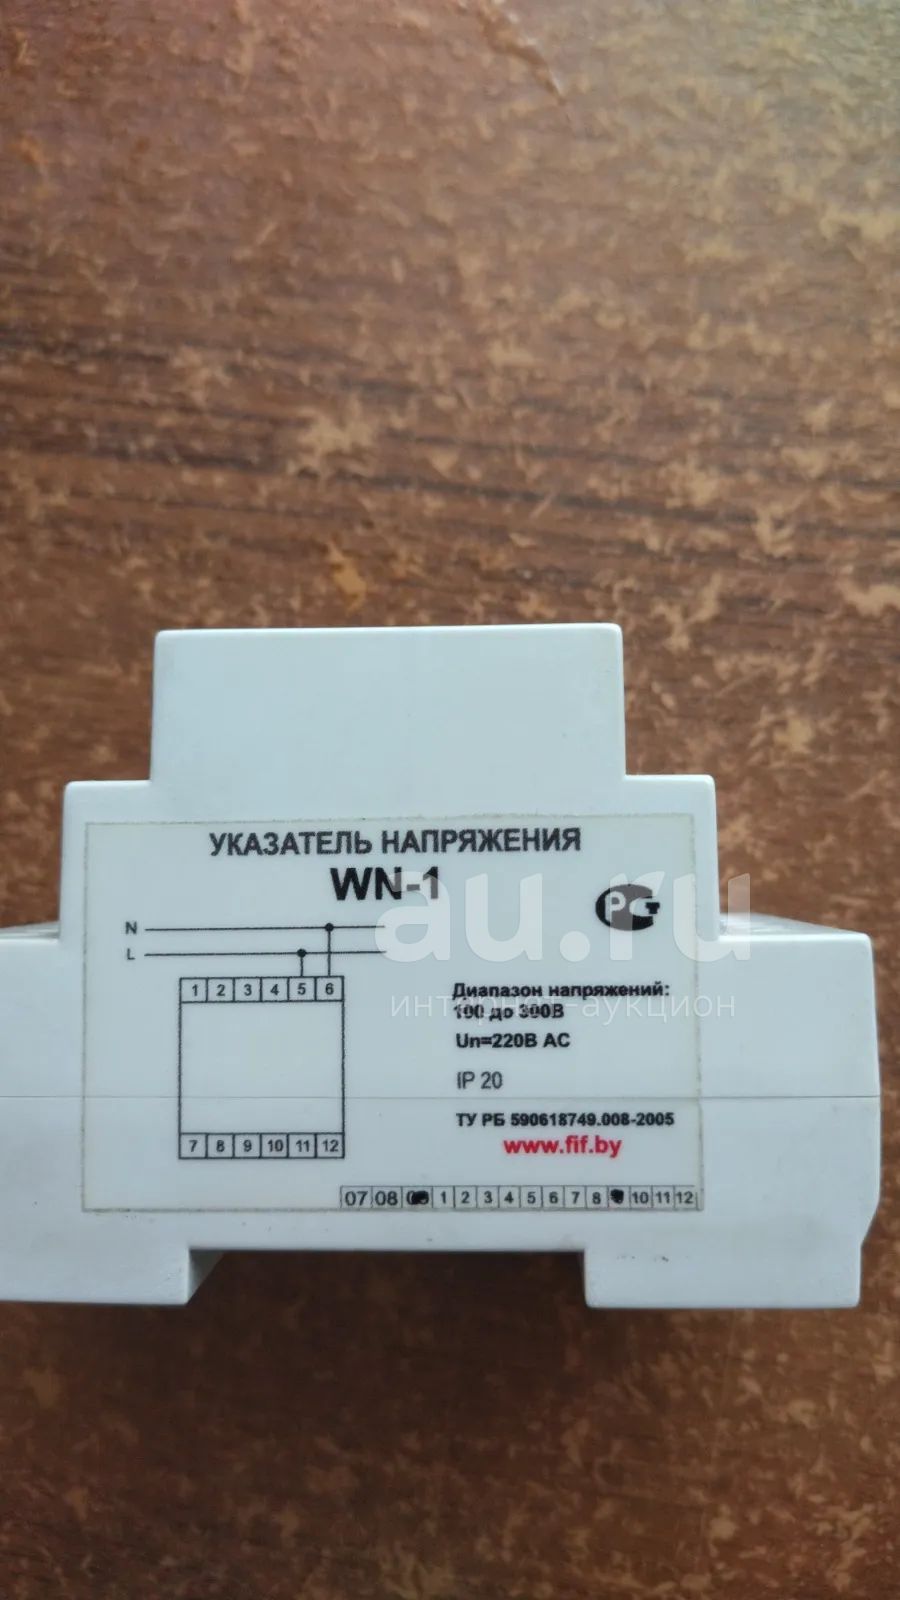 УКАЗАТЕЛЬ НАПРЯЖЕНИЯ
WN-1
PCT
N
L
1 2 3 4 5 6
7 8 9 10 11 12
Диапазон напряжений:
100 до 300В
Un=220В AC
IP 20
ТУ РБ 590618749.008-2005
www.fif.by
07 08 1 2 3 4 5 6 7 8 10 11 12
au.ru
интернет-аукцион